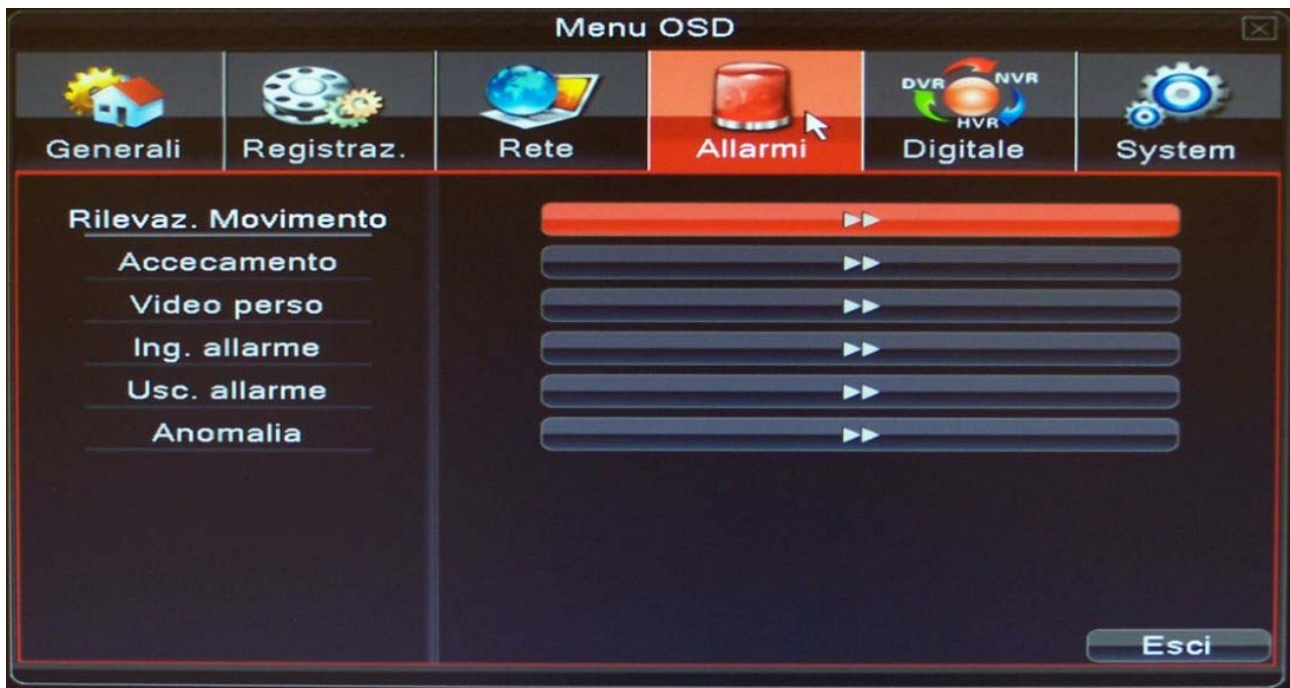 Menu OSD
DVR NVR
HVR
Generali Registraz. Rete Allarmi Digitale System
Rilevaz. Movimento
Accecamento
Video perso
Ing. allarme
Usc. allarme
Anomalia
Esci